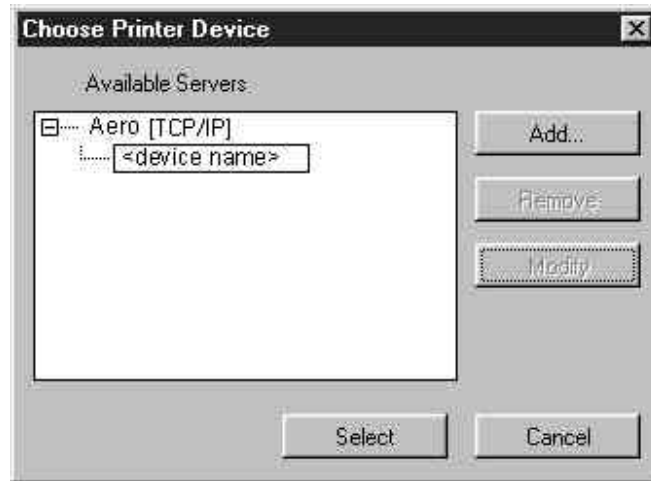 Choose Printer Device
Available Servers
Aero [TCP/IP]
<device name>
Add...
Remove
Modify
Select
Cancel